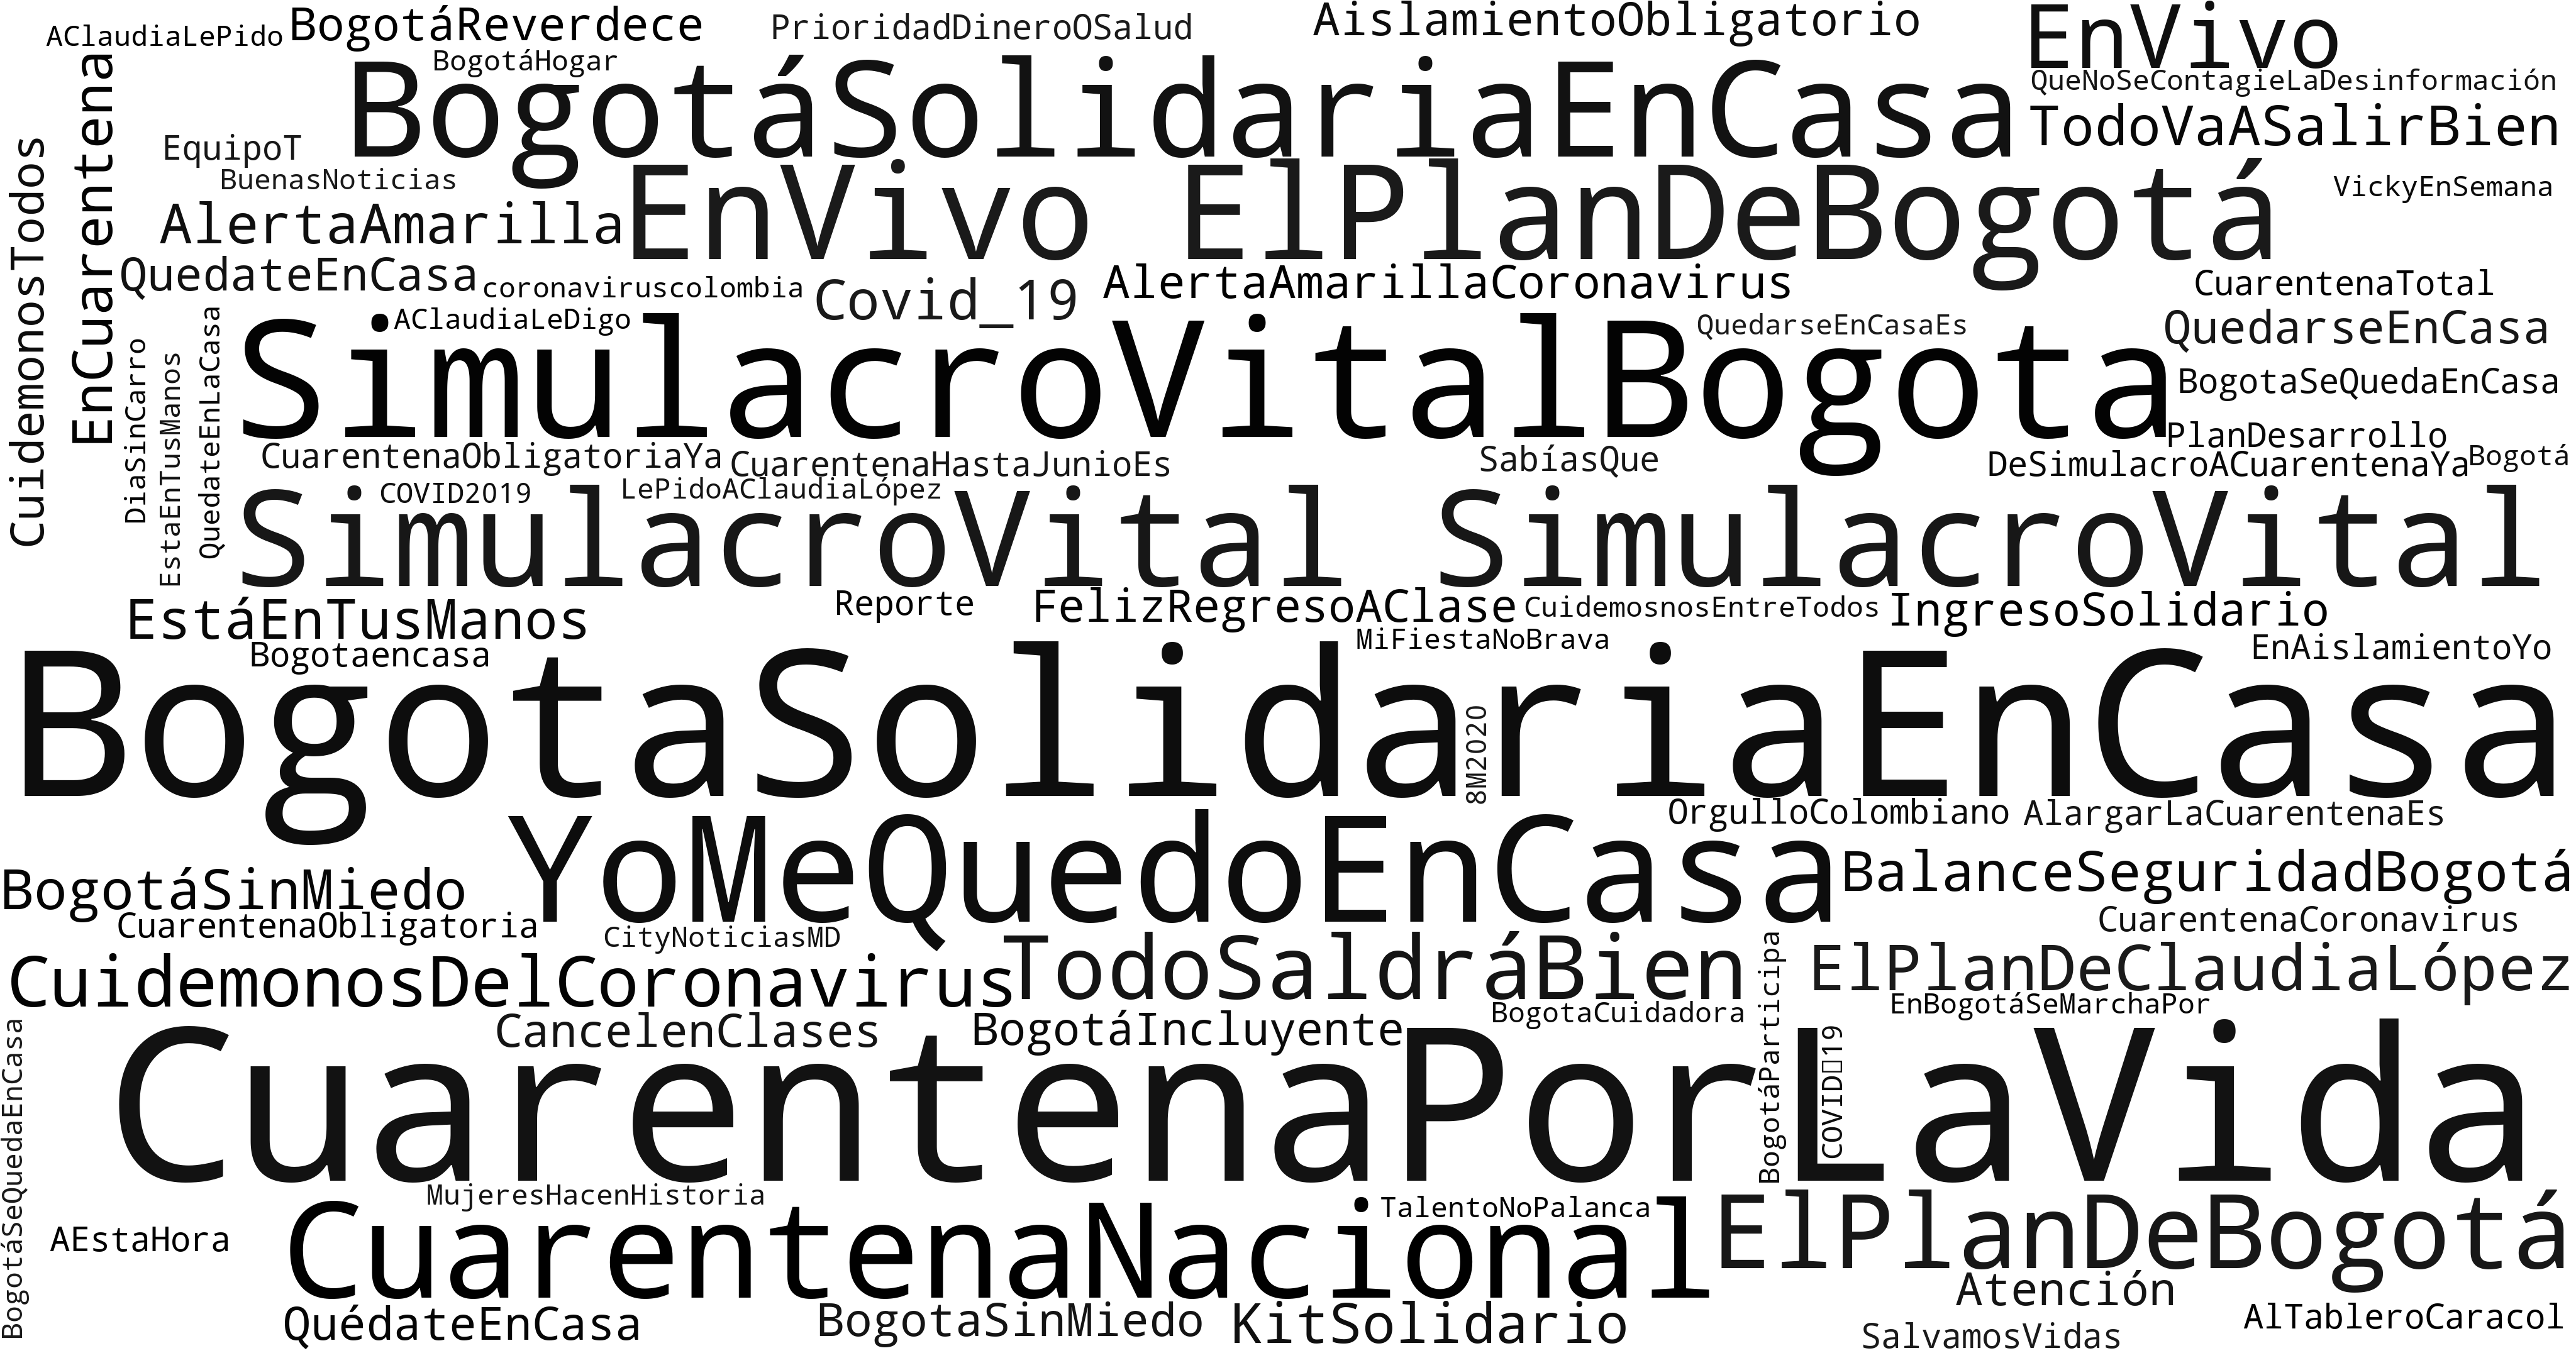 AClaudiaLePido BogotáReverdece PrioridadDineroOSalud AislamientoObligatorio EnVivo
BogotáHogar QueNoSeContagieLaDesinformación
BogotáSolidariaEnCasa TodoVaASalirBien
EquipoT
BuenasNoticias VickyEnSemana
AlertaAmarilla EnVivo ElPlanDeBogotá
CuidemonosTodos
EnCuarentena
QuedateEnCasa coronaviruscolombia Covid_19 AlertaAmarillaCoronavirus CuarentenaTotal
AClaudiaLeDigo QuedarseEnCasaEs QuedarseEnCasa
SimulacroVitalBogota BogotaSeQuedaEnCasa
DiaSinCarro
EstaEnTusManos
QuedateEnLaCasa
PlanDesarrollo
CuarentenaObligatoriaYa CuarentenaHastaJunioEs SabíasQue DeSimulacroACuarentenaYa Bogotá
COVID2019 LePidoAClaudiaLópez
SimulacroVital SimulacroVital
EstáEnTusManos Reporte FelizRegresoAClase CuidemosnosEntreTodos IngresoSolidario
Bogotaencasa MiFiestaNoBrava EnAislamientoYo
BogotaSolidariaEnCasa
8M2020
OrgulloColombiano AlargarLaCuarentenaEs
BogotáSinMiedo YoMeQuedoEnCasa BalanceSeguridadBogotá
CuarentenaObligatoria CityNoticiasMD CuarentenaCoronavirus
CuidemonosDelCoronavirus TodoSaldráBien ElPlanDeClaudiaLópez
BogotaCuidadora EnBogotáSeMarchaPor
CancelenClases BogotáIncluyente
BogotáParticipa
COVID▯19
BogotáSeQuedaEnCasa
CuarentenaPorLaVida
MujeresHacenHistoria TalentoNoPalanca
AEstaHora CuarentenaNacional ElPlanDeBogotá
Atención
QuédateEnCasa BogotaSinMiedo KitSolidario SalvamosVidas AlTableroCaracol